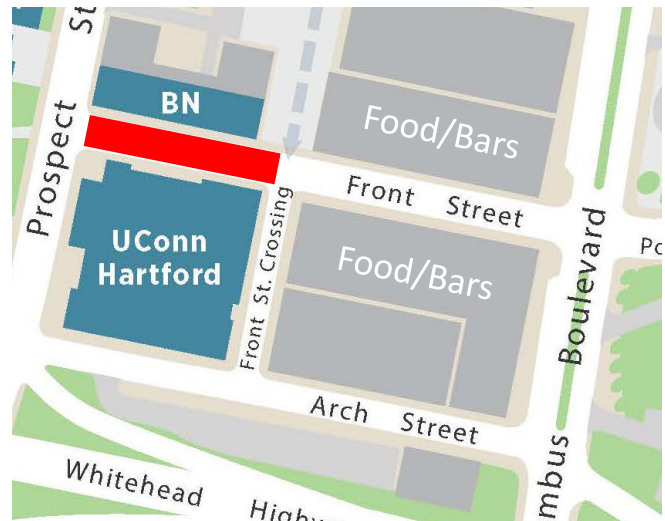 St
Prospect
BN
Food/Bars
Front Street
UConn
Hartford
Front St. Crossing
Food/Bars
Boulevard
Po
Arch Street
mbus
Whitehead
Highw